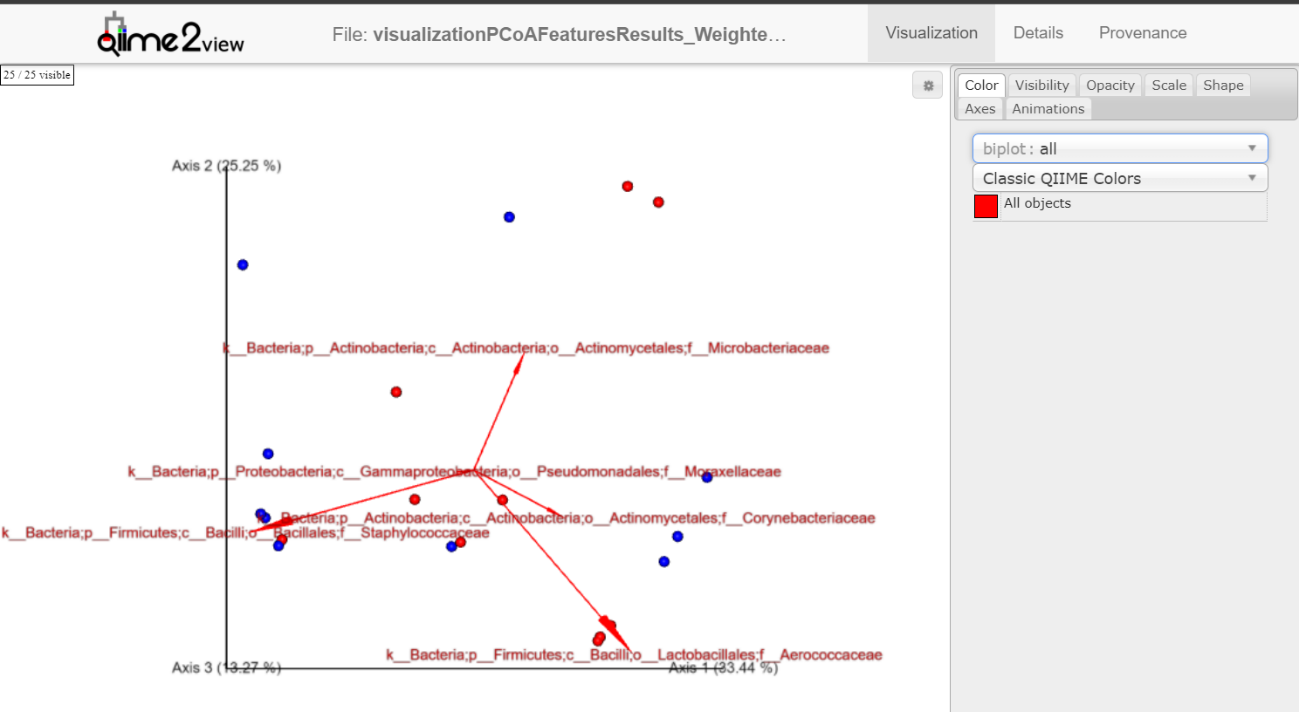 Qiime2view
File: visualizationPCoAFeaturesResults_Weighte…
Visualization
Details
Provenance
25 / 25 visible
Color
Visibility
Opacity
Scale
Shape
Axes
Animations
biplot : all
Classic QIIME Colors
All objects
Axis 2 (25.25 %)
k__Bacteria;p__Actinobacteria;c__Actinobacteria;o__Actinomycetales;f__Microbacteriaceae
k__Bacteria;p__Proteobacteria;c__Gammaproteobacteria;o__Pseudomonadales;f__Moraxellaceae
k__Bacteria;p__Actinobacteria;c__Actinobacteria;o__Actinomycetales;f__Corynebacteriaceae
k__Bacteria;p__Firmicutes;c__Bacilli;o__Bacillales;f__Staphylococcaceae
k__Bacteria;p__Firmicutes;c__Bacilli;o__Lactobacillales;f__Aerococcaceae
Axis 3 (13.27 %)
Axis 1 (33.44 %)